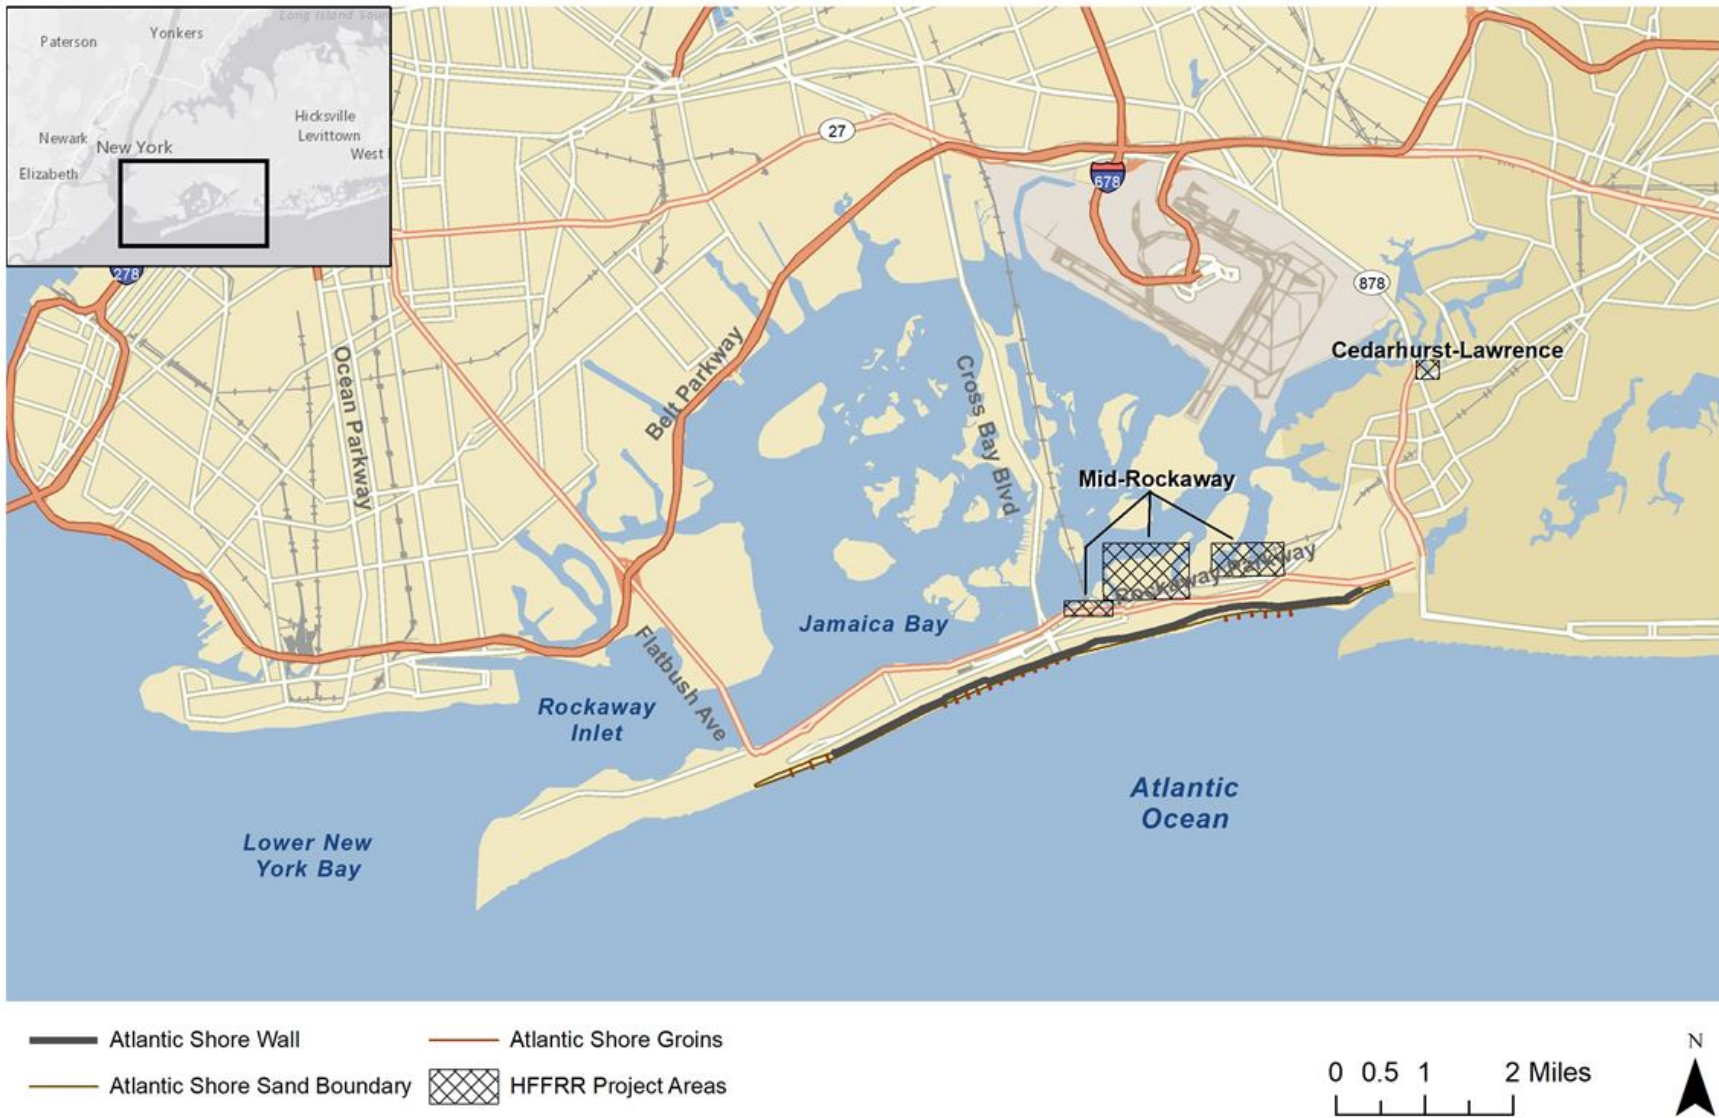 Long Island Soun
Paterson
Yonkers
Hicksville
Levittown
Newark
New York
West
Elizabeth
27
678
278
878
Cedarhurst-Lawrence
Ocean Parkway
Belt Parkway
Cross Bay Blvd
Mid-Rockaway
Rockaway Parkway
Jamaica Bay
Flatbush Ave
Rockaway
Inlet
Atlantic
Ocean
Lower New
York Bay
Atlantic Shore Wall
Atlantic Shore Groins
Atlantic Shore Sand Boundary
HFFRR Project Areas
0 0.5 1 2 Miles
N